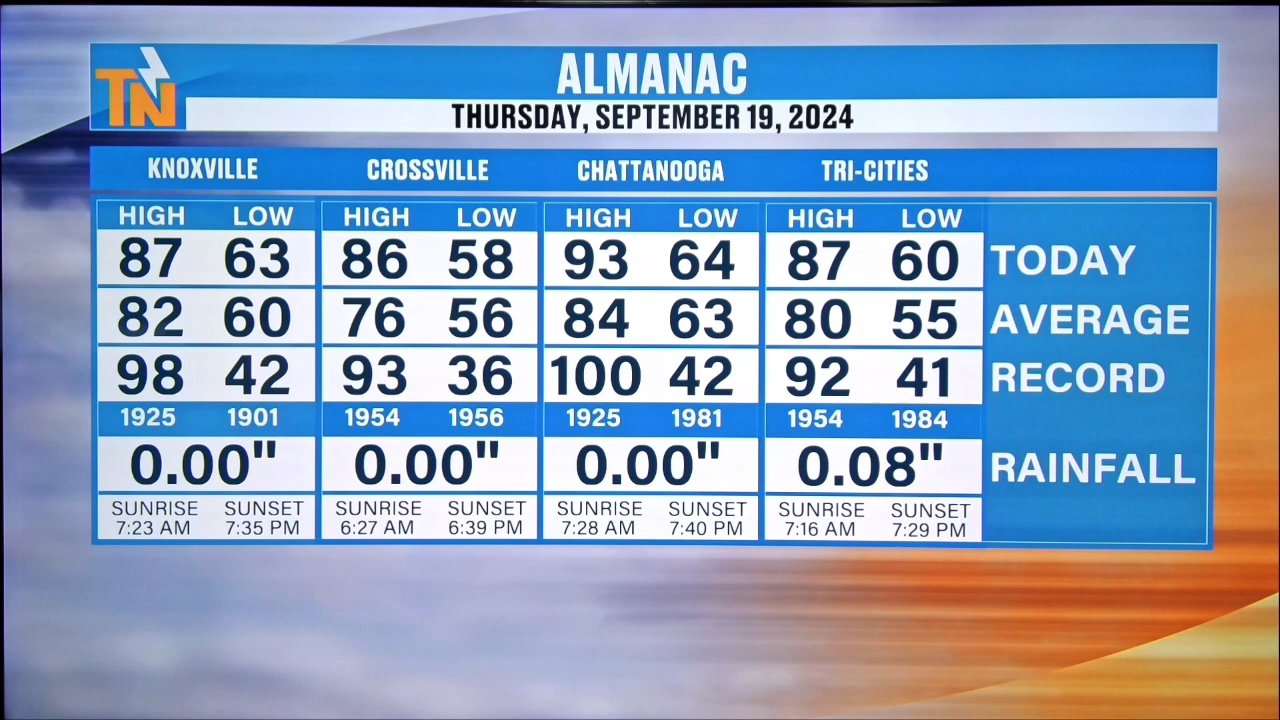 TN
ALMANAC
THURSDAY, SEPTEMBER 19, 2024
KNOXVILLE CROSSVILLE CHATTANOOGA TRI-CITIES
HIGH LOW HIGH LOW HIGH LOW HIGH LOW
87 63 86 58 93 64 87 60 TODAY
82 60 76 56 84 63 80 55 AVERAGE
98 42 93 36 100 42 92 41 RECORD
1925 1901 1954 1956 1925 1981 1954 1984
0.00" 0.00" 0.00" 0.08" RAINFALL
SUNRISE SUNSET SUNRISE SUNSET SUNRISE SUNSET SUNRISE SUNSET
7:23 AM 7:35 PM 6:27 AM 6:39 PM 7:28 AM 7:40 PM 7:16 AM 7:29 PM